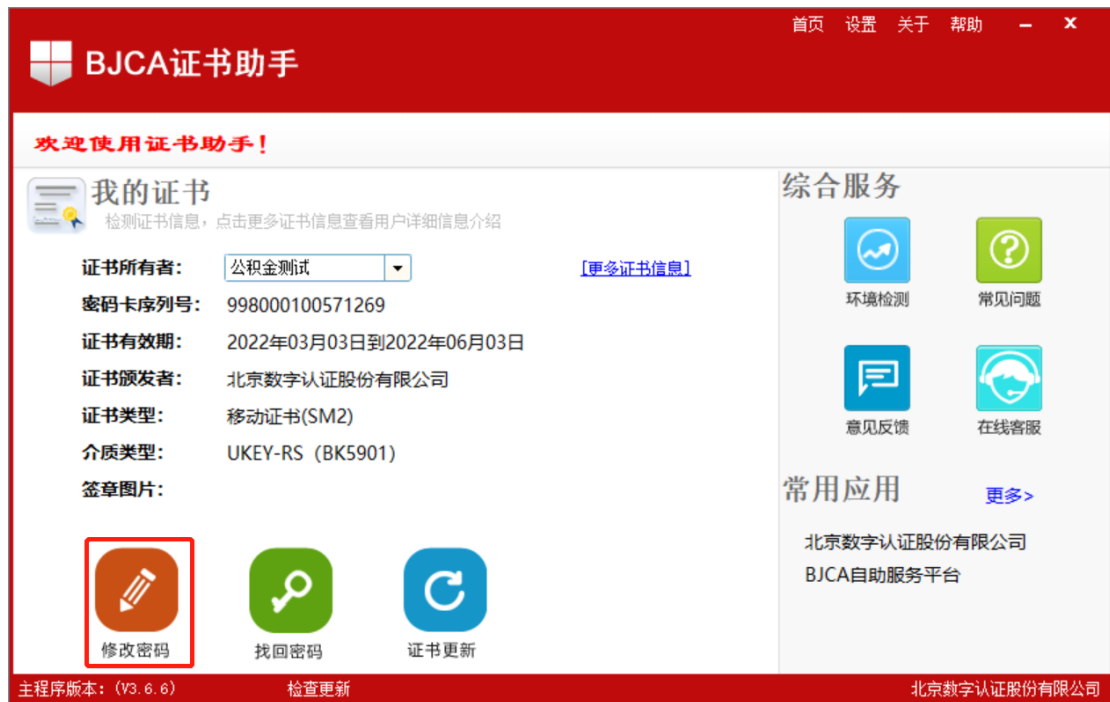 首页 设置 关于 帮助
BJCA证书助手
欢迎使用证书助手！
我的证书
检测证书信息，点击更多证书信息查看用户详细信息介绍
证书所有者： 公积金测试 [更多证书信息]
密码卡序列号： 998000100571269
证书有效期： 2022年03月03日到2022年06月03日
证书颁发者： 北京数字认证股份有限公司
证书类型： 移动证书(SM2)
介质类型： UKEY-RS（BK5901）
签章图片：
修改密码 找回密码 证书更新
综合服务
环境检测 常见问题
意见反馈 在线客服
常用应用 更多>
北京数字认证股份有限公司
BJCA自助服务平台
主程序版本：(V3.6.6) 检查更新 北京数字认证股份有限公司